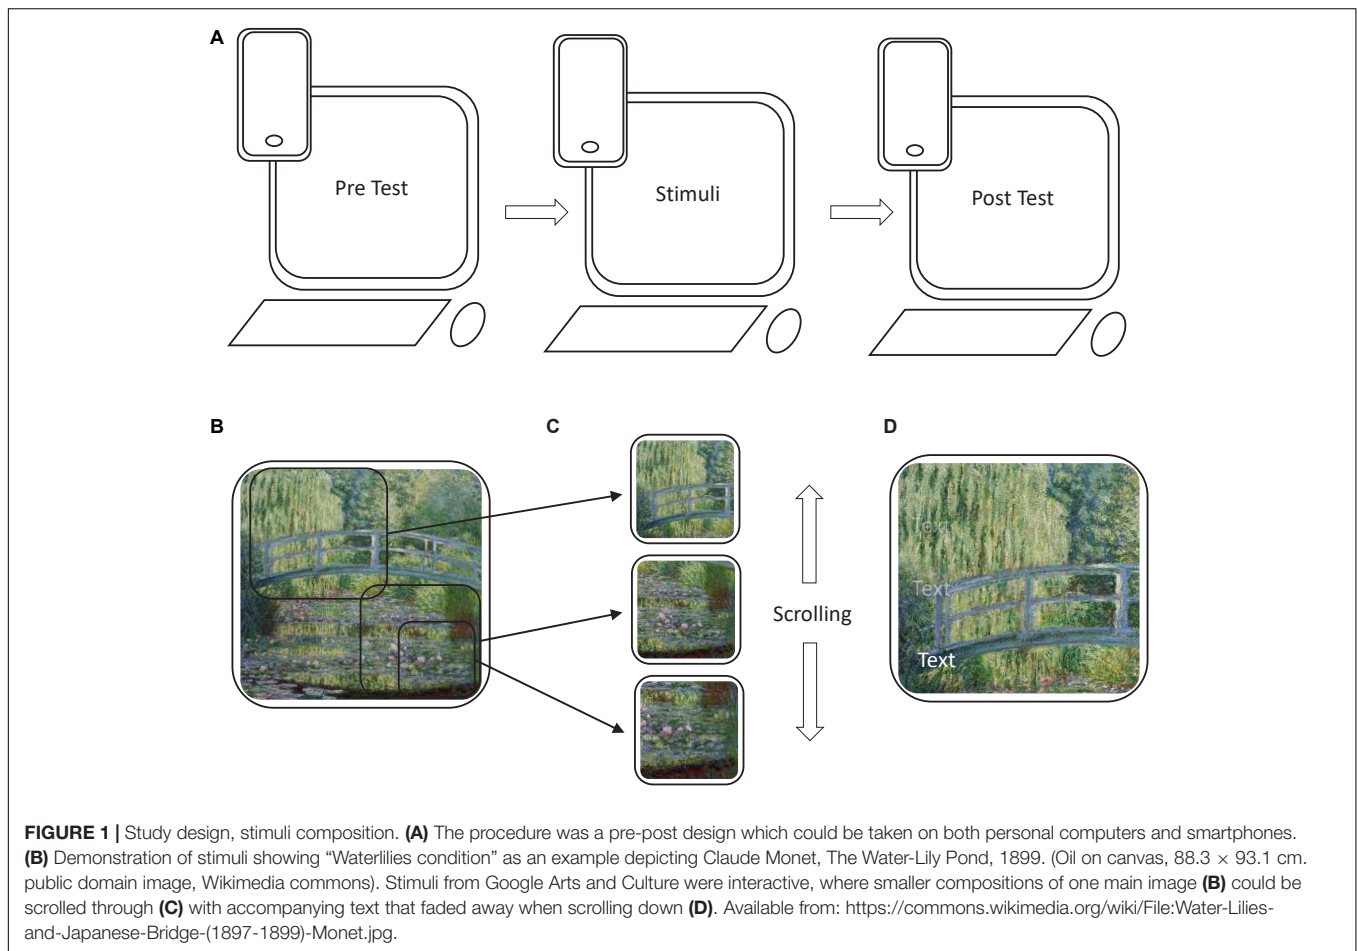 A
Pre Test
Stimuli
Post Test
B
C
D
Text
Text
Scrolling
Text
FIGURE 1 | Study design, stimuli composition. (A) The procedure was a pre-post design which could be taken on both personal computers and smartphones.
(B) Demonstration of stimuli showing “Waterlilies condition” as an example depicting Claude Monet, The Water-Lily Pond, 1899. (Oil on canvas, 88.3 × 93.1 cm.
public domain image, Wikimedia commons). Stimuli from Google Arts and Culture were interactive, where smaller compositions of one main image (B) could be
scrolled through (C) with accompanying text that faded away when scrolling down (D). Available from: https://commons.wikimedia.org/wiki/File:Water-Lilies-
and-Japanese-Bridge-(1897-1899)-Monet.jpg.